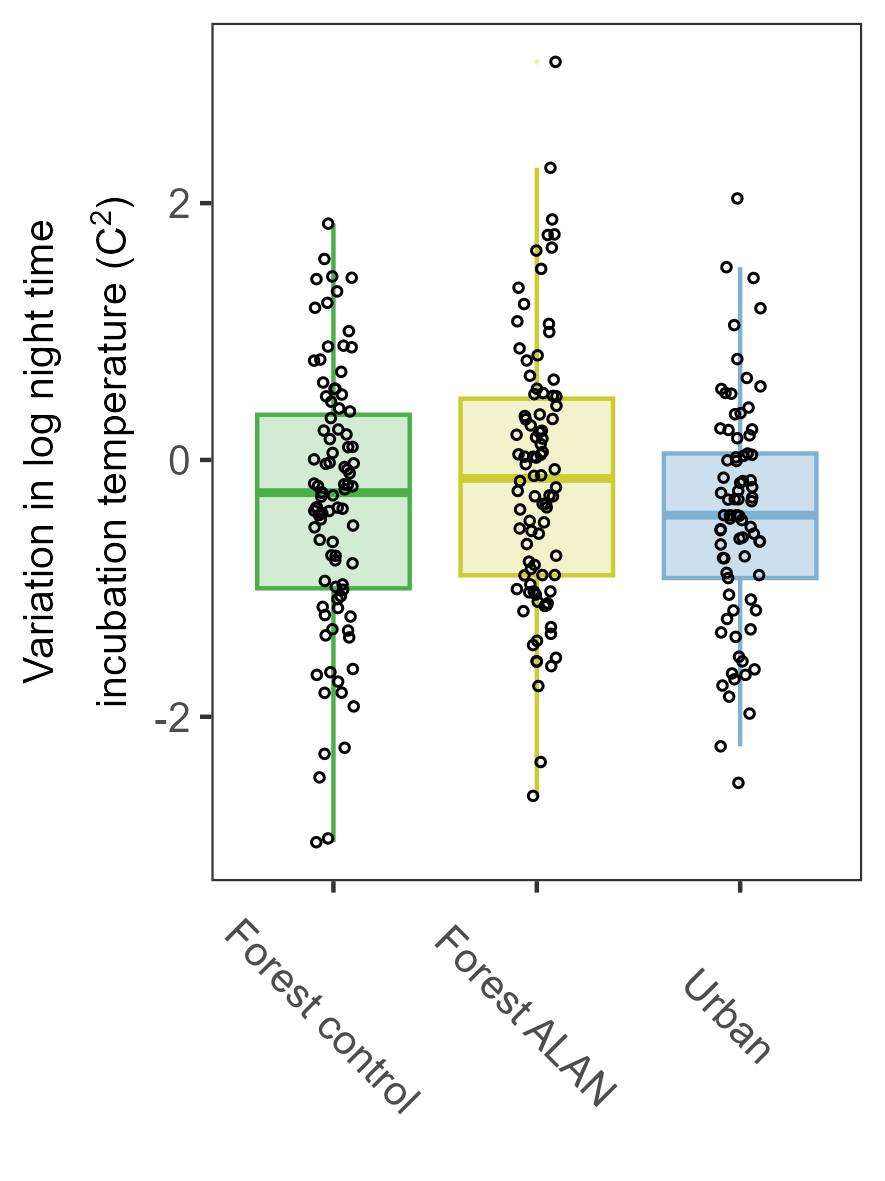 Variation in log night time
incubation temperature (C²)
2
0
-2
Forest control
Forest ALAN
Urban